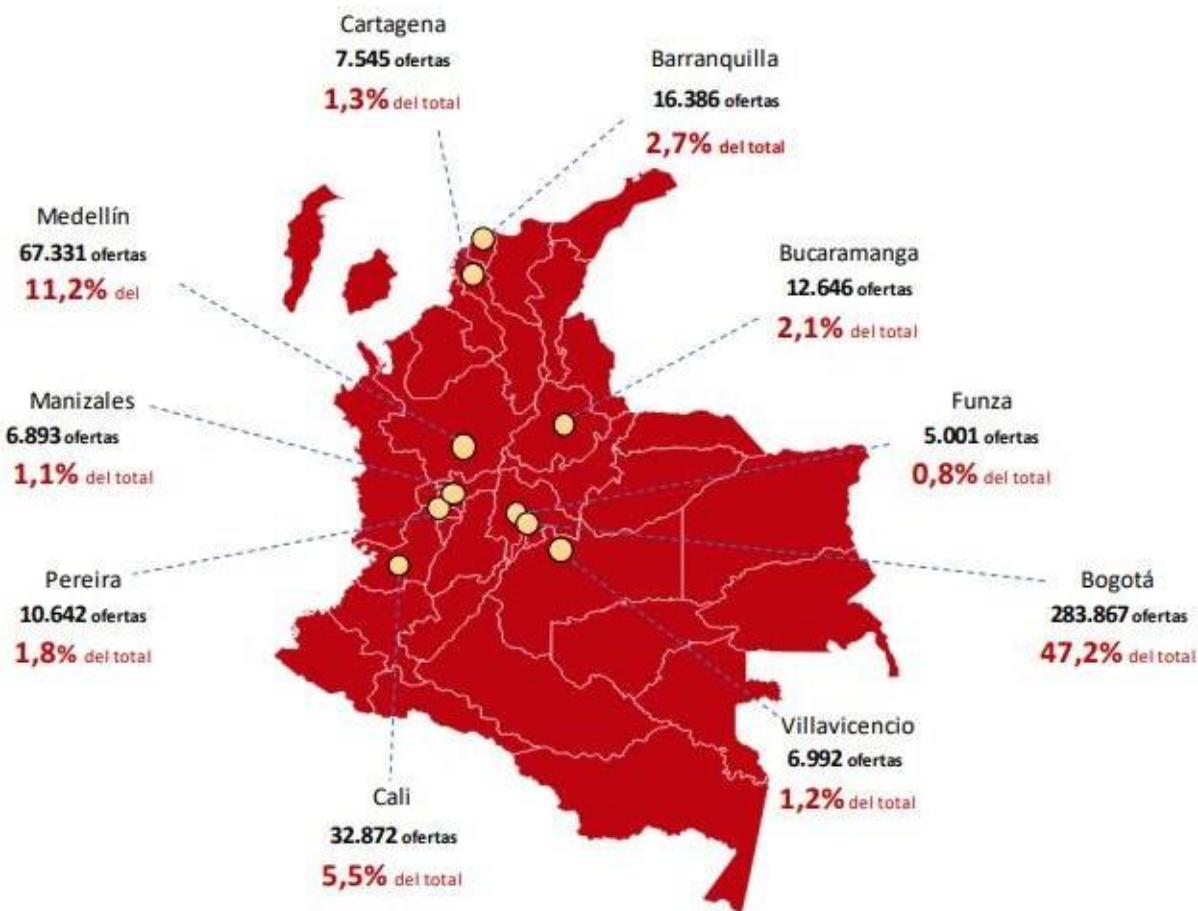 Cartagena
7.545 ofertas
1,3% del total
Barranquilla
16.386 ofertas
2,7% del total
Medellín
67.331 ofertas
11,2% del
Bucaramanga
12.646 ofertas
2,1% del total
Manizales
6.893 ofertas
1,1% del total
Funza
5.001 ofertas
0,8% del total
Pereira
10.642 ofertas
1,8% del total
Bogotá
283.867 ofertas
47,2% del total
Villavicencio
6.992 ofertas
1,2% del total
Cali
32.872 ofertas
5,5% del total